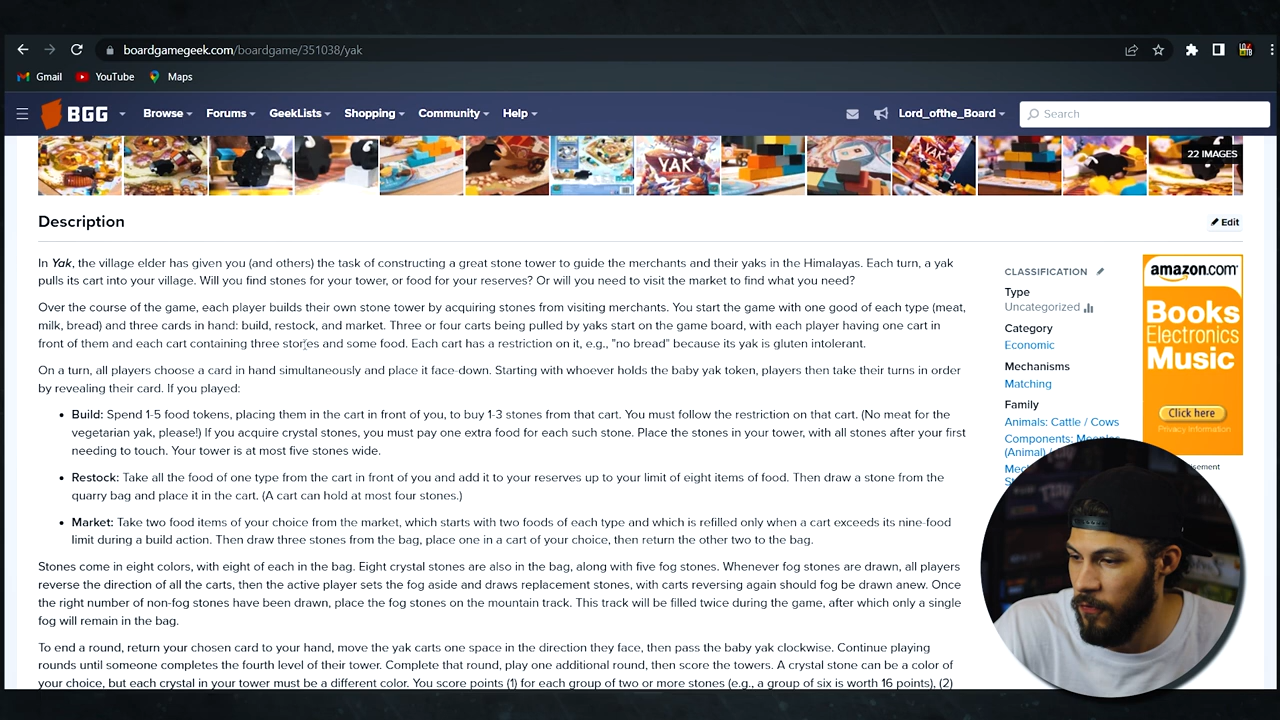 boardgamegeek.com/boardgame/351038/yak
Gmail YouTube Maps
BGG Browse Forums GeekLists Shopping Community Help Lord_ofthe_Board Search
YAK
YAK
22 IMAGES
Description
Edit
In Yak, the village elder has given you (and others) the task of constructing a great stone tower to guide the merchants and their yaks in the Himalayas. Each turn, a yak
pulls its cart into your village. Will you find stones for your tower, or food for your reserves? Or will you need to visit the market to find what you need?
Over the course of the game, each player builds their own stone tower by acquiring stones from visiting merchants. You start the game with one good of each type (meat,
milk, bread) and three cards in hand: build, restock, and market. Three or four carts being pulled by yaks start on the game board, with each player having one cart in
front of them and each cart containing three stones and some food. Each cart has a restriction on it, e.g., "no bread" because its yak is gluten intolerant.
On a turn, all players choose a card in hand simultaneously and place it face-down. Starting with whoever holds the baby yak token, players then take their turns in order
by revealing their card. If you played:
• Build: Spend 1-5 food tokens, placing them in the cart in front of you, to buy 1-3 stones from that cart. You must follow the restriction on that cart. (No meat for the
vegetarian yak, please!) If you acquire crystal stones, you must pay one extra food for each such stone. Place the stones in your tower, with all stones after your first
needing to touch. Your tower is at most five stones wide.
• Restock: Take all the food of one type from the cart in front of you and add it to your reserves up to your limit of eight items of food. Then draw a stone from the
quarry bag and place it in the cart. (A cart can hold at most four stones.)
• Market: Take two food items of your choice from the market, which starts with two foods of each type and which is refilled only when a cart exceeds its nine-food
limit during a build action. Then draw three stones from the bag, place one in a cart of your choice, then return the other two to the bag.
Stones come in eight colors, with eight of each in the bag. Eight crystal stones are also in the bag, along with five fog stones. Whenever fog stones are drawn, all players
reverse the direction of all the carts, then the active player sets the fog aside and draws replacement stones, with carts reversing again should fog be drawn anew. Once
the right number of non-fog stones have been drawn, place the fog stones on the mountain track. This track will be filled twice during the game, after which only a single
fog will remain in the bag.
To end a round, return your chosen card to your hand, move the yak carts one space in the direction they face, then pass the baby yak clockwise. Continue playing
rounds until someone completes the fourth level of their tower. Complete that round, play one additional round, then score the towers. A crystal stone can be a color of
your choice, but each crystal in your tower must be a different color. You score points (1) for each group of two or more stones (e.g., a group of six is worth 16 points), (2)
CLASSIFICATION
Type
Uncategorized
Category
Economic
Mechanisms
Matching
Family
Animals: Cattle / Cows
Components: Meeples
(Animal) /
amazon.com
Books
Electronics
Music
Click here
Privacy Information